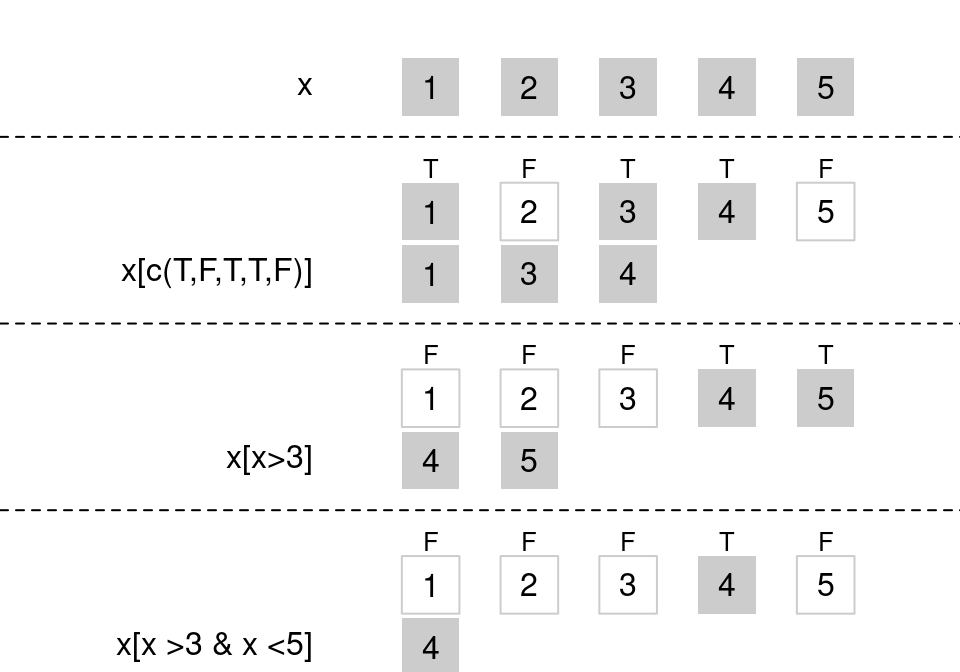 x 1 2 3 4 5
T F T T F
1 2 3 4 5
x[c(T,F,T,T,F)] 1 3 4
F F F T T
1 2 3 4 5
x[x>3] 4 5
F F F T F
1 2 3 4 5
x[x >3 & x <5] 4